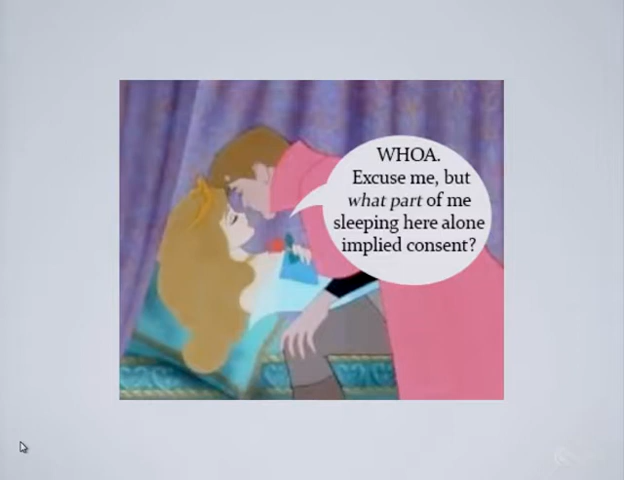 WHOA.
Excuse me, but
what part of me
sleeping here alone
implied consent?